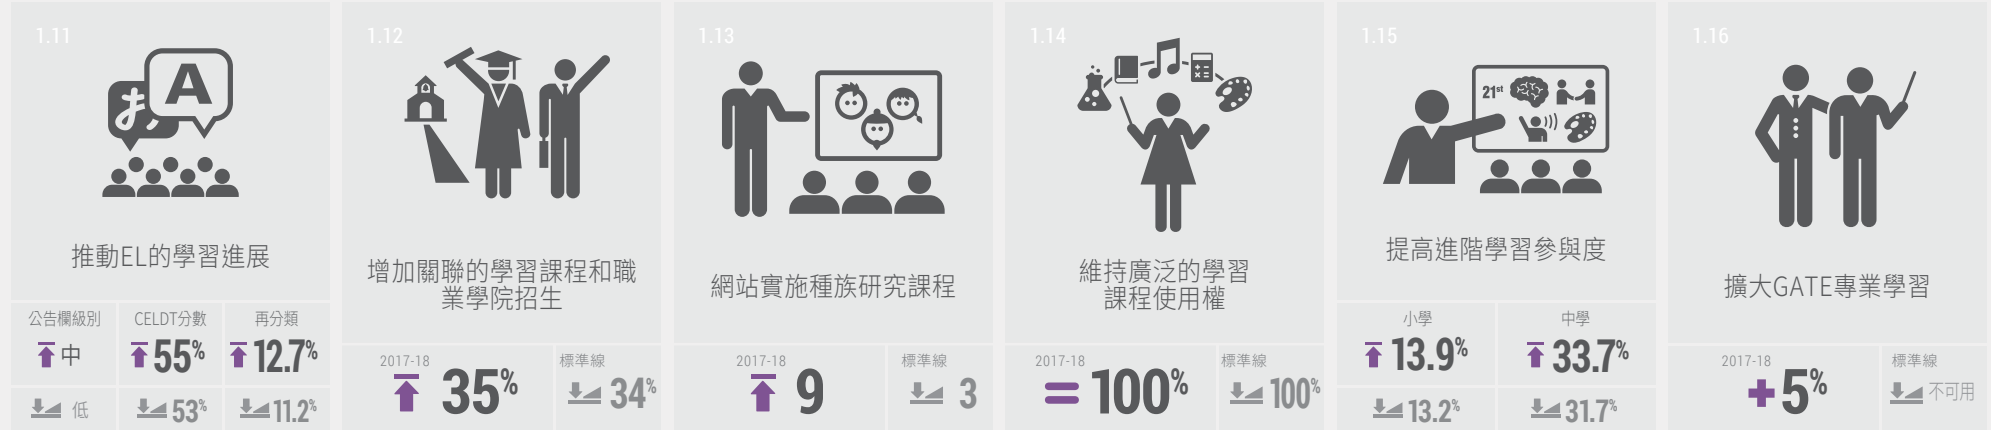 1.11
A
あ
推動EL的學習進展
公告欄級別
中
低
CELDT分數
55%
53%
再分類
12.7%
11.2%
1.12
增加關聯的學習課程和職
業學院招生
2017-18
35%
標準線
34%
1.13
網站實施種族研究課程
2017-18
9
標準線
3
1.14
維持廣泛的學習
課程使用權
2017-18
=100%
標準線
100%
1.15
21st
提高進階學習參與度
小學
13.9%
13.2%
中學
33.7%
31.7%
1.16
擴大GATE專業學習
2017-18
+5%
標準線
不可用